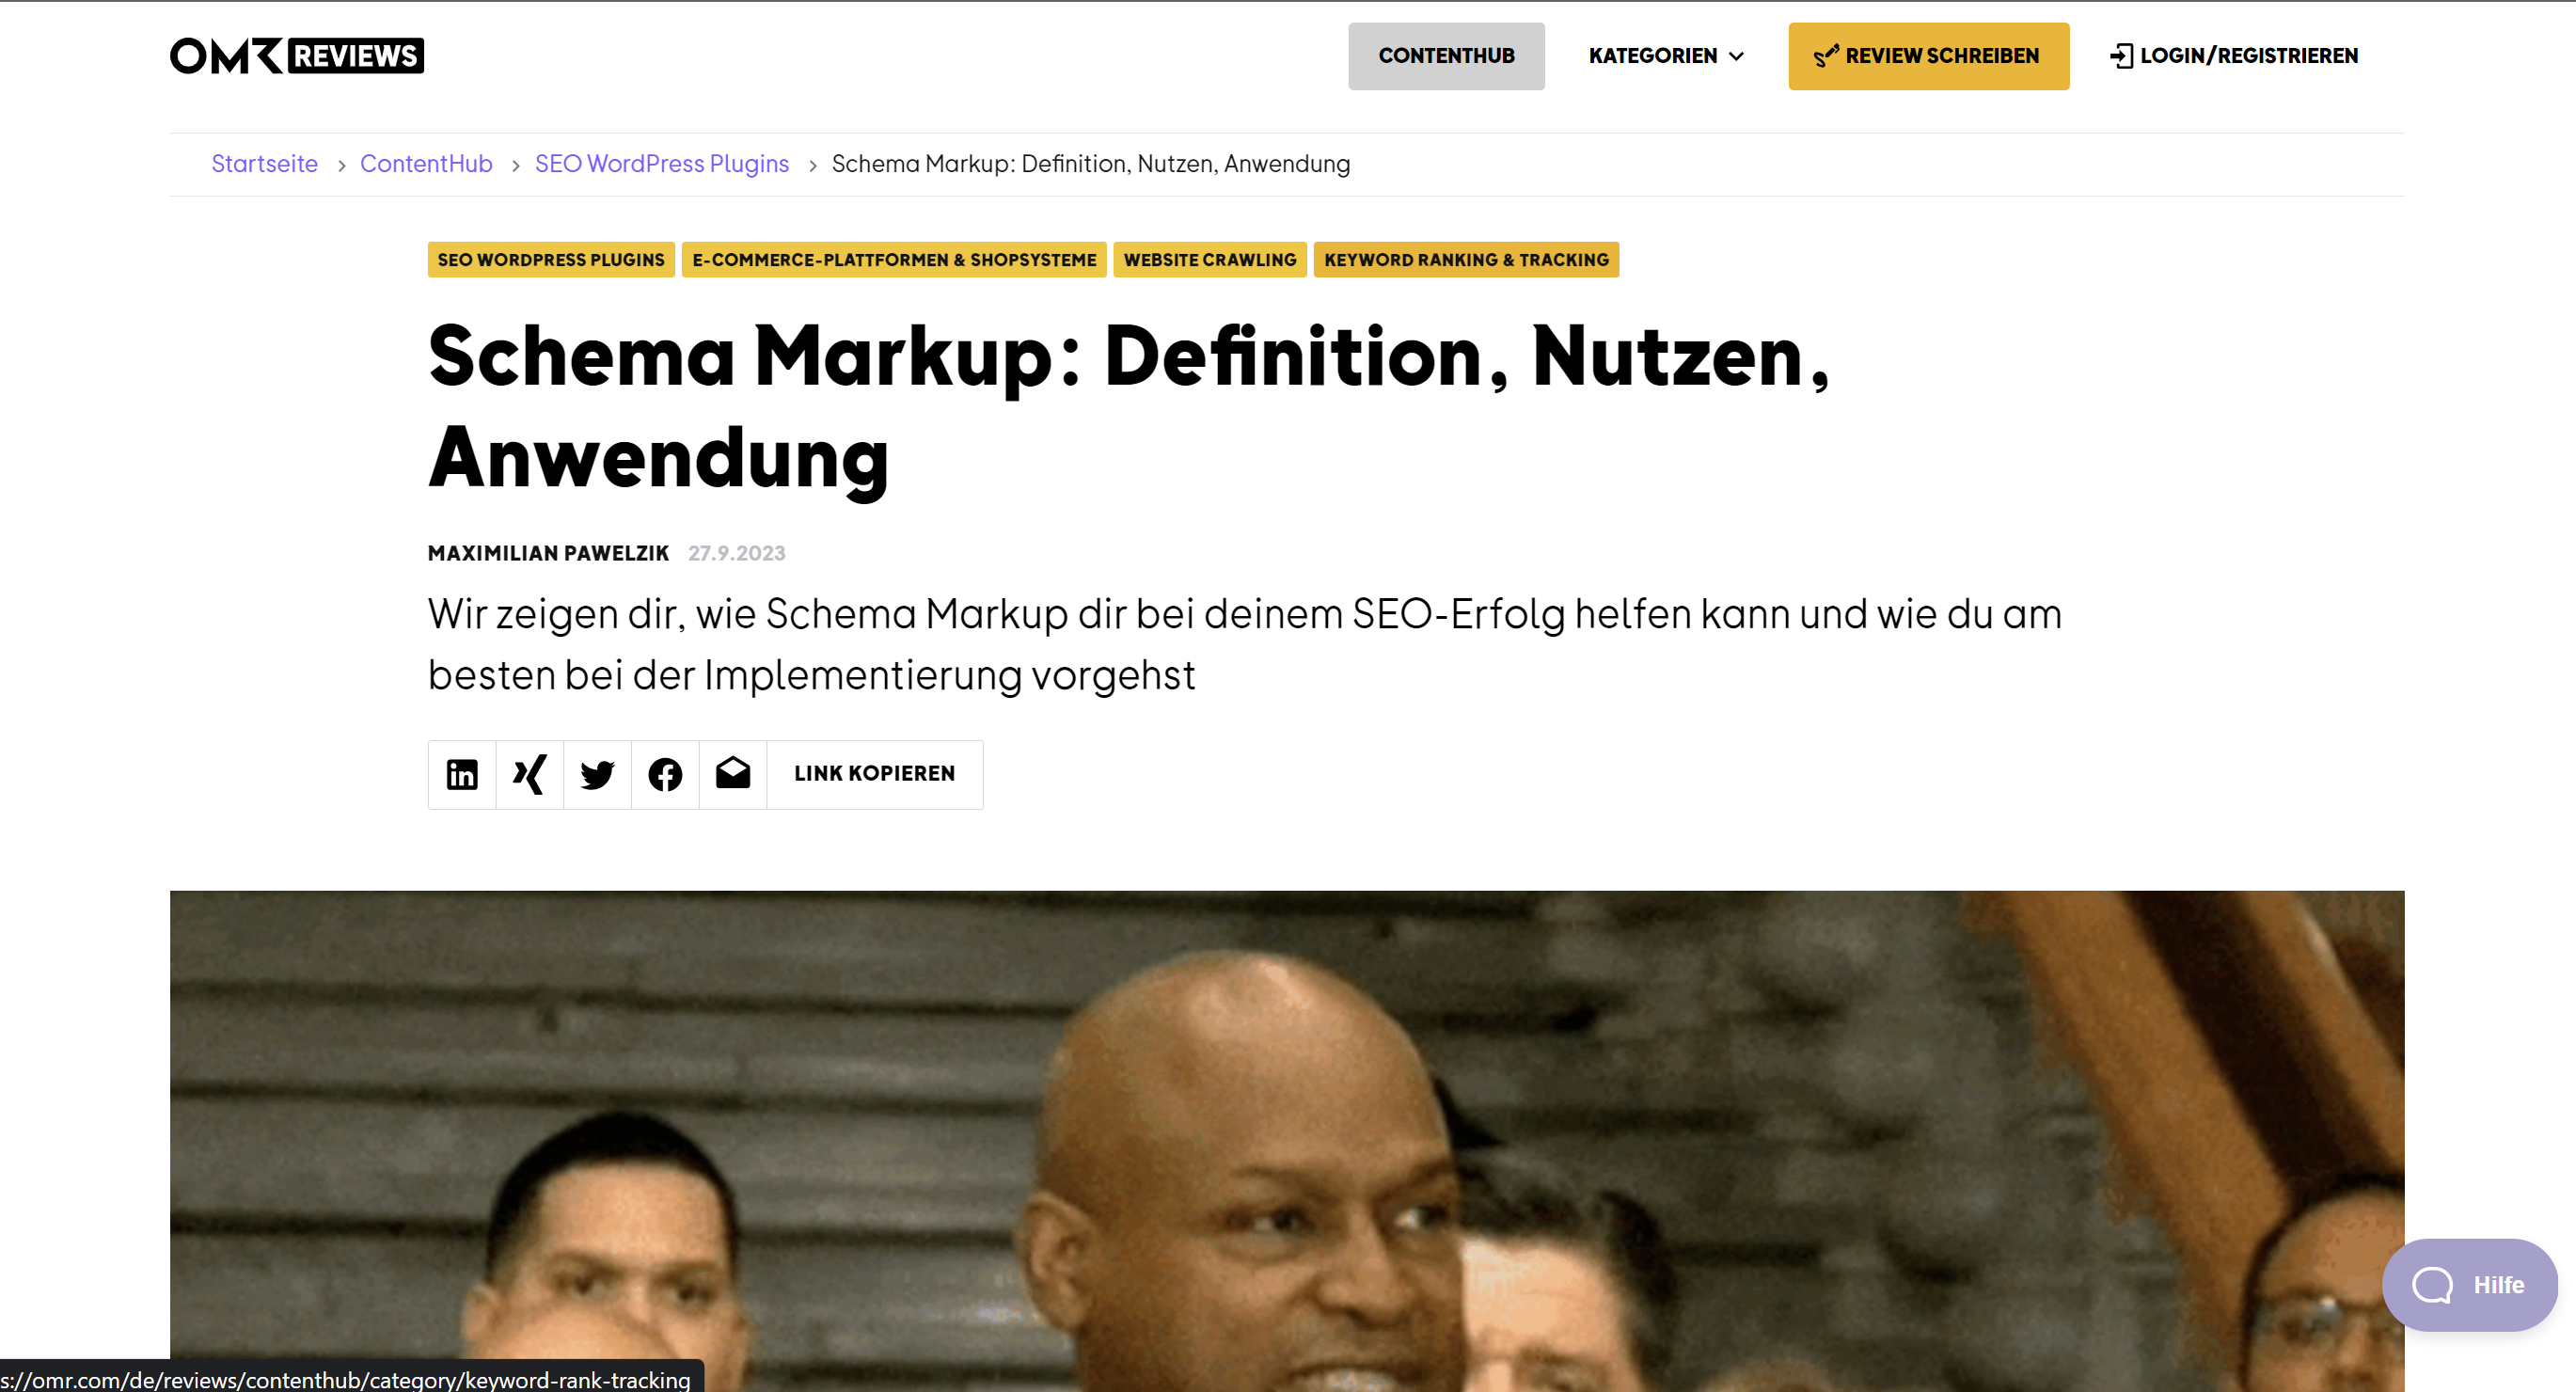 OMR REVIEWS
CONTENTHUB
KATEGORIEN
REVIEW SCHREIBEN
LOGIN/REGISTRIEREN
Startseite > ContentHub > SEO WordPress Plugins > Schema Markup: Definition, Nutzen, Anwendung
SEO WORDPRESS PLUGINS
E-COMMERCE-PLATTFORMEN & SHOPSYSTEME
WEBSITE CRAWLING
KEYWORD RANKING & TRACKING
Schema Markup: Definition, Nutzen,
Anwendung
MAXIMILIAN PAWELZIK 27.9.2023
Wir zeigen dir, wie Schema Markup dir bei deinem SEO-Erfolg helfen kann und wie du am
besten bei der Implementierung vorgehst
LINK KOPIEREN
Hilfe
s://omr.com/de/reviews/contenthub/category/keyword-rank-tracking